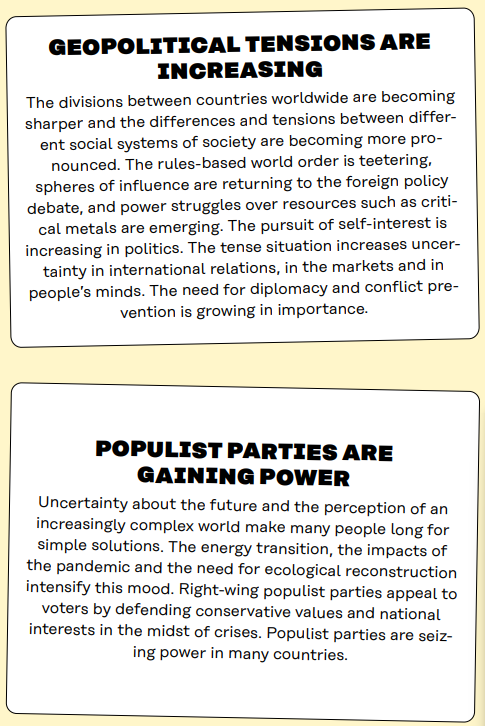 GEOPOLITICAL TENSIONS ARE
INCREASING
The divisions between countries worldwide are becoming
sharper and the differences and tensions between differ-
ent social systems of society are becoming more pro-
nounced. The rules-based world order is teetering,
spheres of influence are returning to the foreign policy
debate, and power struggles over resources such as criti-
cal metals are emerging. The pursuit of self-interest is
increasing in politics. The tense situation increases uncer-
tainty in international relations, in the markets and in
people's minds. The need for diplomacy and conflict pre-
vention is growing in importance.
POPULIST PARTIES ARE
GAINING POWER
Uncertainty about the future and the perception of an
increasingly complex world make many people long for
simple solutions. The energy transition, the impacts of
the pandemic and the need for ecological reconstruction
intensify this mood. Right-wing populist parties appeal to
voters by defending conservative values and national
interests in the midst of crises. Populist parties are seiz-
ing power in many countries.